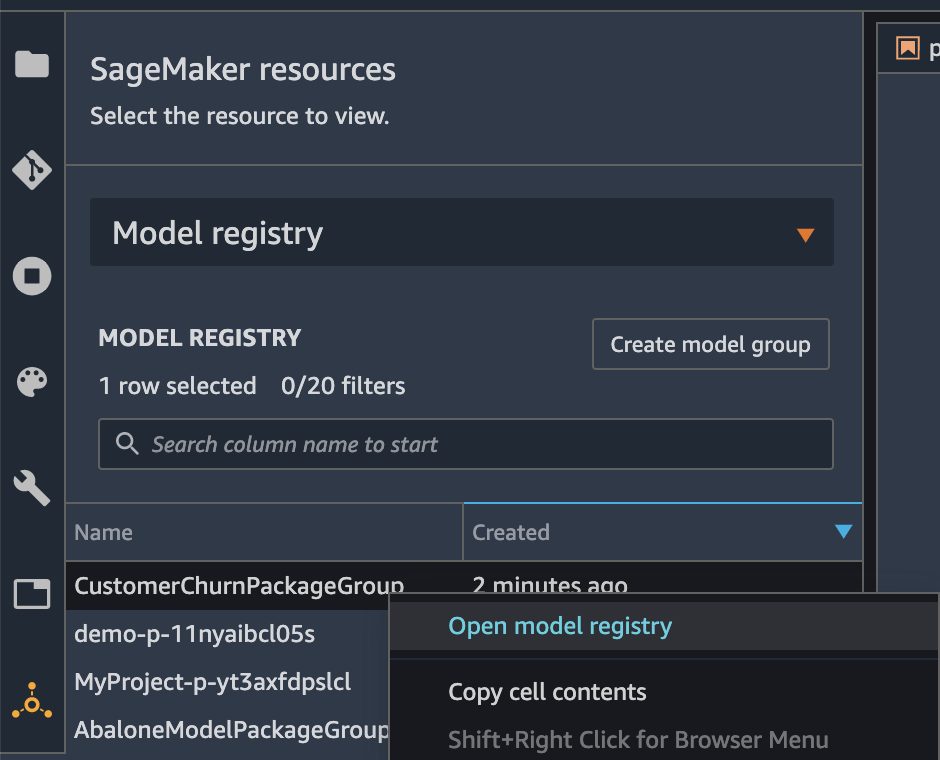 SageMaker resources
Select the resource to view.
p
Model registry
MODEL REGISTRY
Create model group
1 row selected 0/20 filters
Search column name to start
Name Created
CustomerChurnPackageGroup 2 minutes ago
demo-p-11nyaibcl05s
MyProject-p-yt3axfdpslcl
AbaloneModelPackageGroup
Open model registry
Copy cell contents
Shift+Right Click for Browser Menu